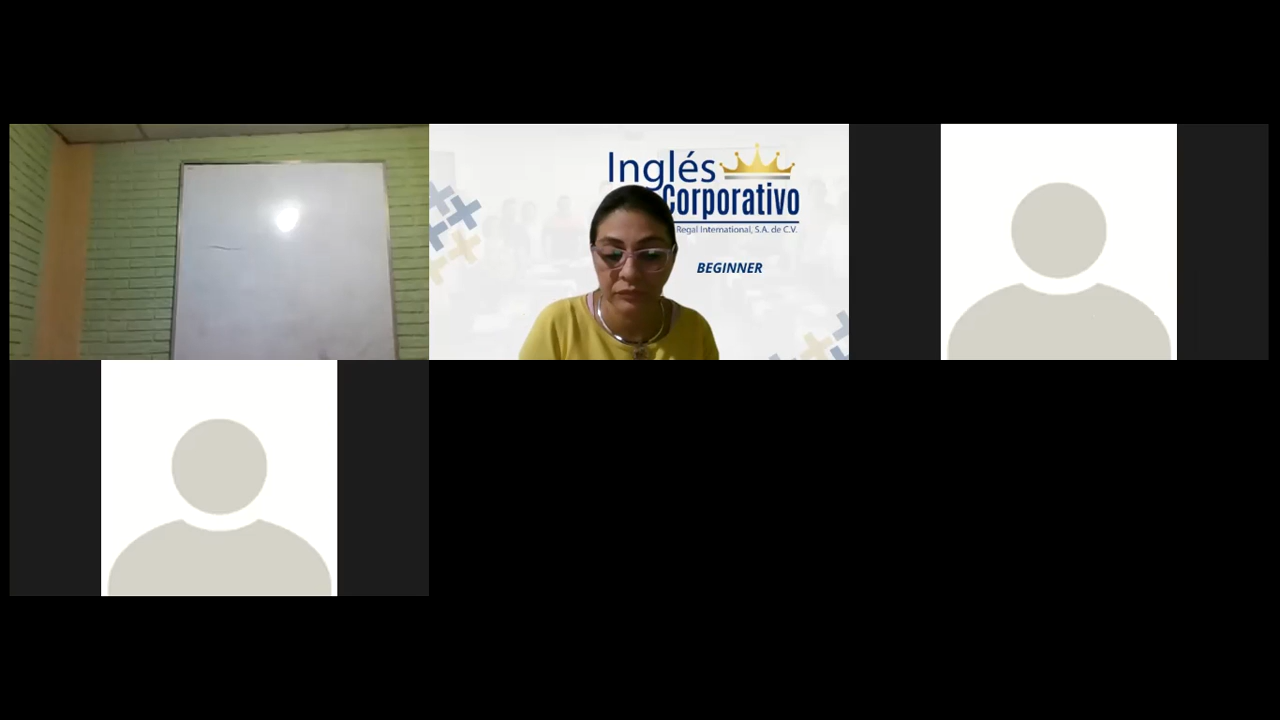 Inglés
Corporativo
Regal International, S.A. de C.V.
BEGINNER